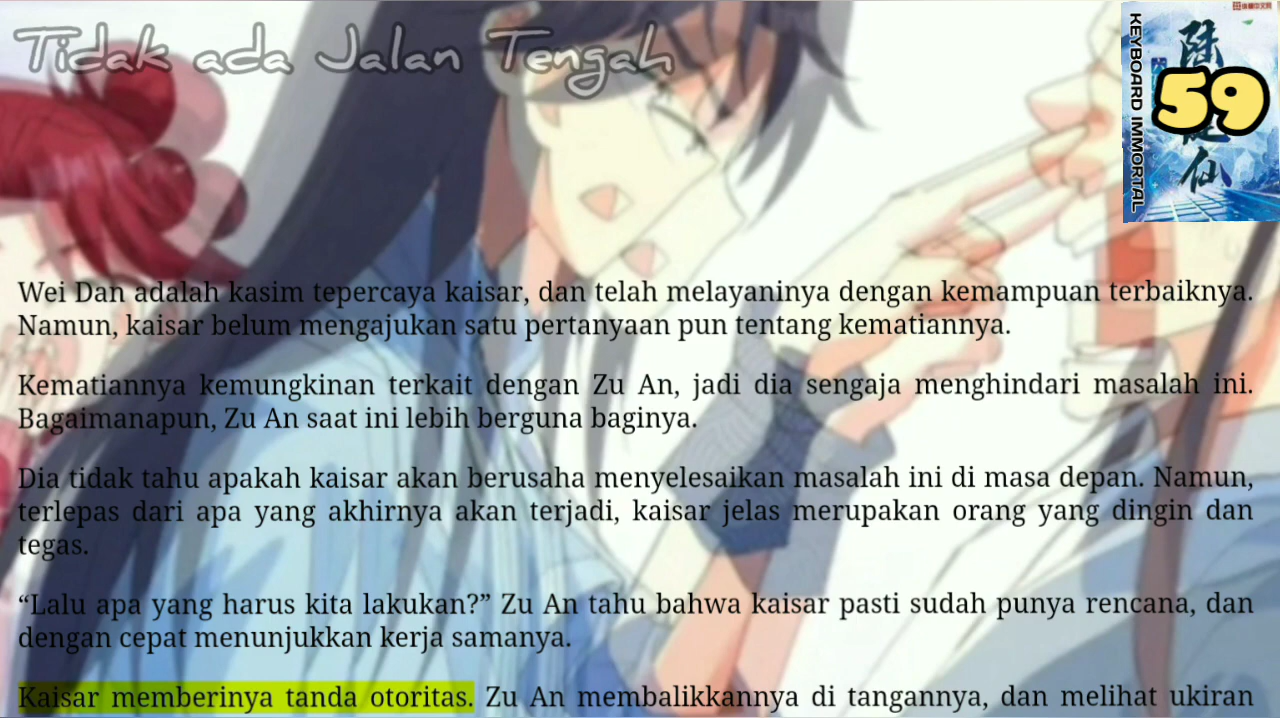 Tidak ada Jalan Tengah
陆
仙
KEYBOARD IMMORTAL
59
Wei Dan adalah kasim tepercaya kaisar, dan telah melayaninya dengan kemampuan terbaiknya.
Namun, kaisar belum mengajukan satu pertanyaan pun tentang kematiannya.
Kematiannya kemungkinan terkait dengan Zu An, jadi dia sengaja menghindari masalah ini.
Bagaimanapun, Zu An saat ini lebih berguna baginya.
Dia tidak tahu apakah kaisar akan berusaha menyelesaikan masalah ini di masa depan. Namun,
terlepas dari apa yang akhirnya akan terjadi, kaisar jelas merupakan orang yang dingin dan
tegas.
“Lalu apa yang harus kita lakukan?” Zu An tahu bahwa kaisar pasti sudah punya rencana, dan
dengan cepat menunjukkan kerja samanya.
Kaisar memberinya tanda otoritas. Zu An membalikkannya di tangannya, dan melihat ukiran